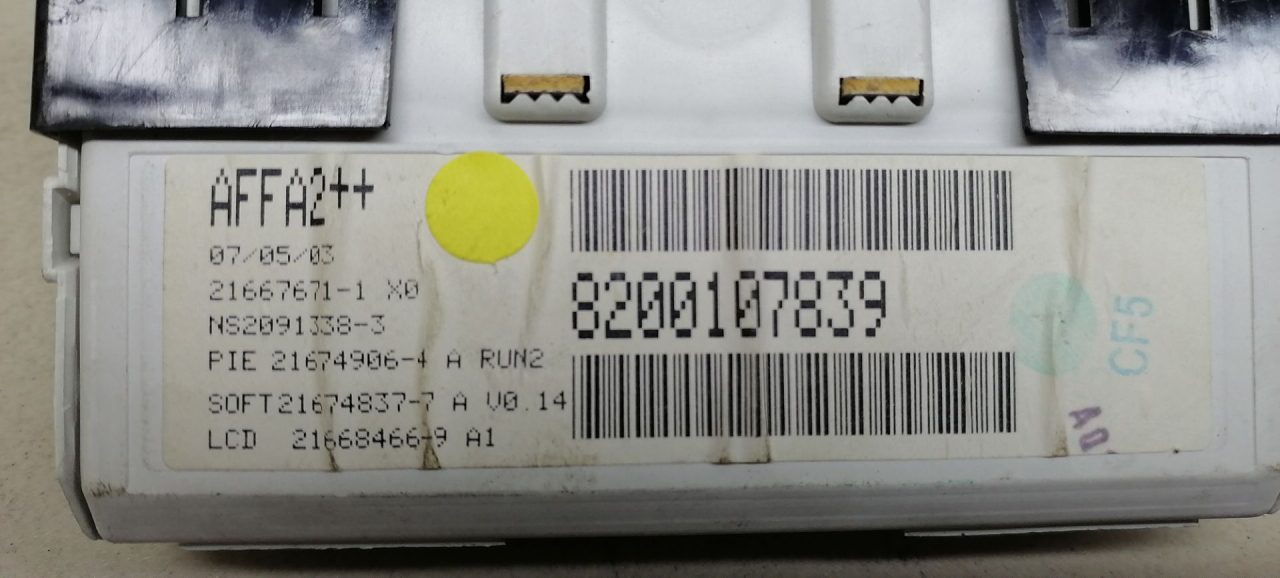 AFFA2++
07/05/03
21667671-1 X0
NS2091338-3
PIE 21674906-4 A RUN2
SOFT21674837-7 A V0.14
LCD 21668466-9 A1
8200107839
CF5